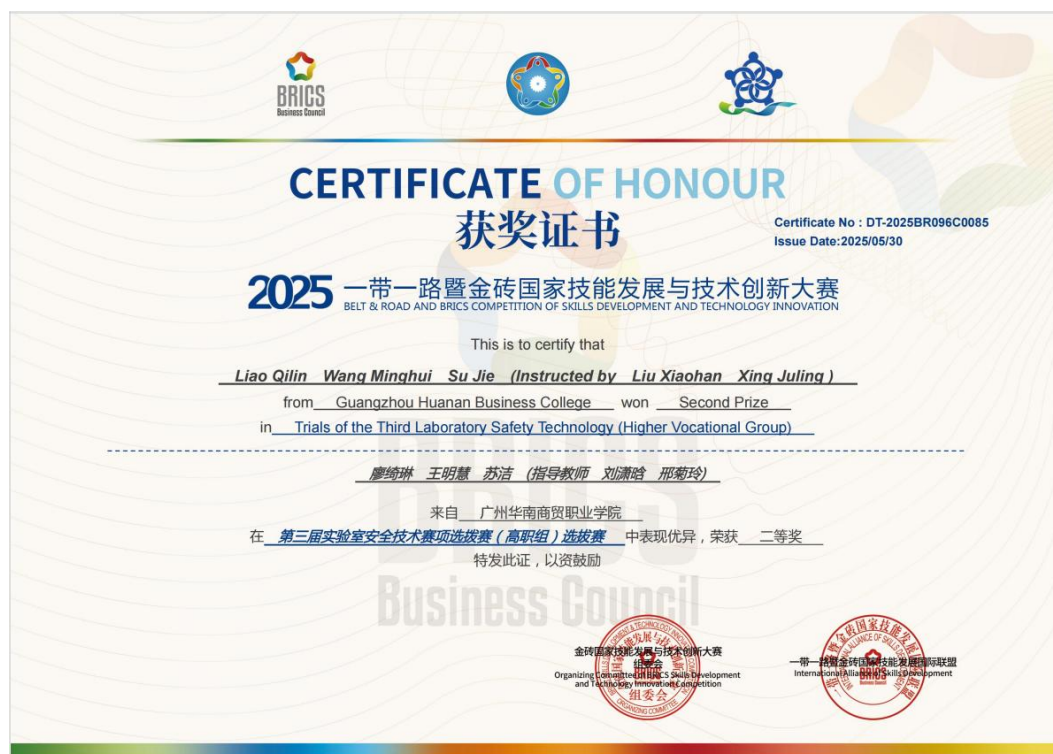 BRICS
Business Council
CERTIFICATE OF HONOUR
获奖证书
Certificate No : DT-2025BR096C0085
Issue Date:2025/05/30
2025 一带一路暨金砖国家技能发展与技术创新大赛
BELT & ROAD AND BRICS COMPETITION OF SKILLS DEVELOPMENT AND TECHNOLOGY INNOVATION
This is to certify that
Liao Qilin Wang Minghui Su Jie (Instructed by Liu Xiaohan Xing Juling )
from Guangzhou Huanan Business College won Second Prize
in Trials of the Third Laboratory Safety Technology (Higher Vocational Group)
廖绮琳 王明慧 苏洁 (指导教师 刘潇晗 邢菊玲)
来自 广州华南商贸职业学院
在 第三届实验室安全技术赛项选拨赛（高职组）选拨赛 中表现优异，荣获 二等奖
特发此证，以资鼓励
BRICS
Business Council
金砖国家技能发展与技术创新大赛
组委会
Organizing Committee of BRICS Skills Development
and Technology Innovation Competition
组委会
ORGANIZING COMMITTEE
一带一路暨金砖国家技能发展国际联盟
International Alliance of Skills Development
BRICS